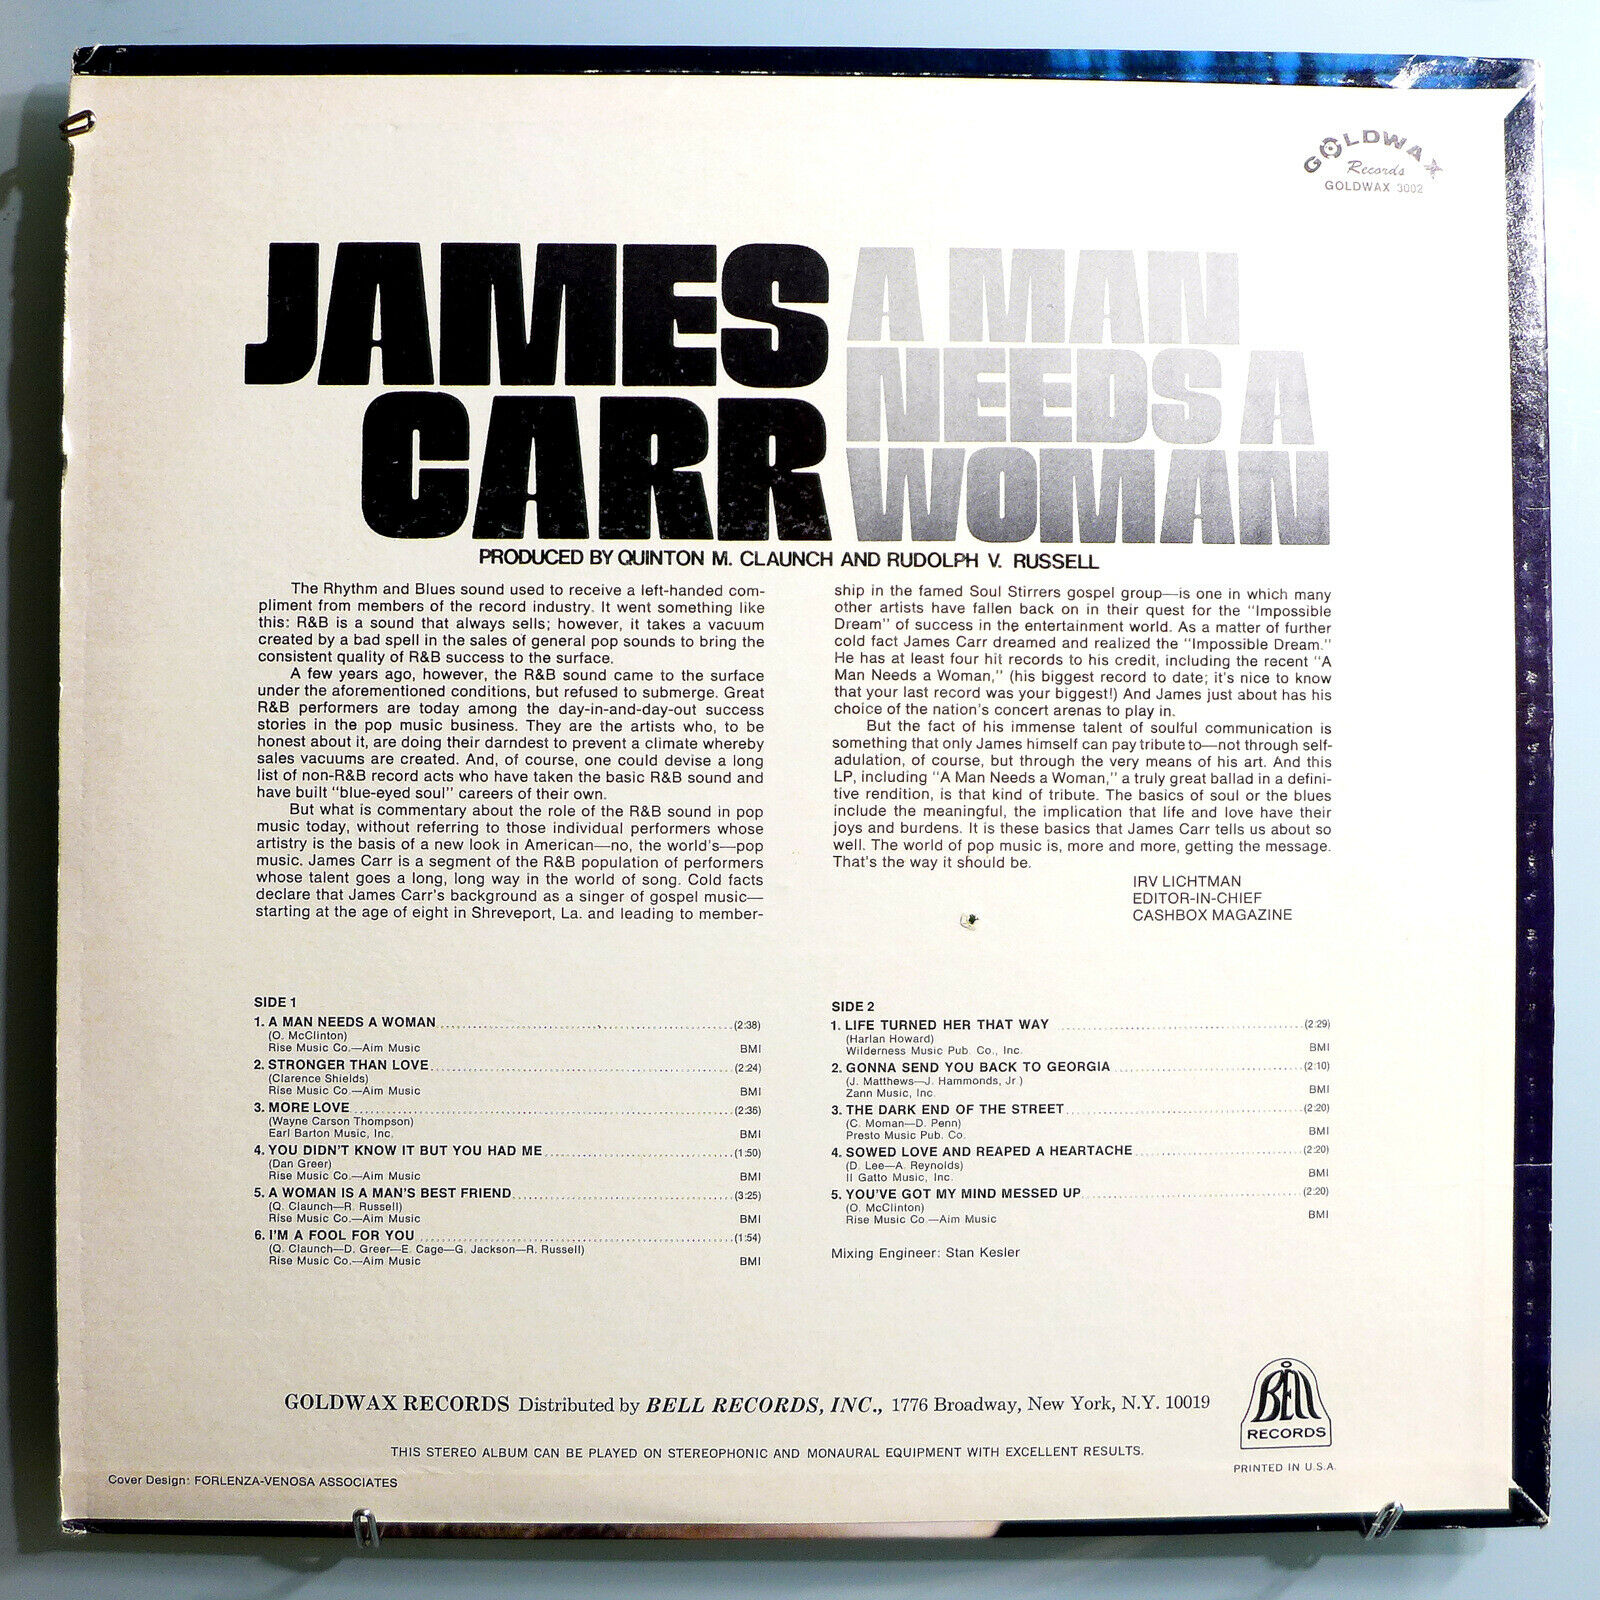 GOLDWAX
Records
GOLDWAX 3002
JAMES
CARR
A MAN
NEEDS A
WOMAN
PRODUCED BY QUINTON M. CLAUNCH AND RUDOLPH V. RUSSELL
The Rhythm and Blues sound used to receive a left-handed com-
pliment from members of the record industry. It went something like
this: R&B is a sound that always sells; however, it takes a vacuum
created by a bad spell in the sales of general pop sounds to bring the
consistent quality of R&B success to the surface.
A few years ago, however, the R&B sound came to the surface
under the aforementioned conditions, but refused to submerge. Great
R&B performers are today among the day-in-and-day-out success
stories in the pop music business. They are the artists who, to be
honest about it, are doing their darndest to prevent a climate whereby
sales vacuums are created. And, of course, one could devise a long
list of non-R&B record acts who have taken the basic R&B sound and
have built "blue-eyed soul" careers of their own.
But what is commentary about the role of the R&B sound in pop
music today, without referring to those individual performers whose
artistry is the basis of a new look in American—no, the world's—pop
music. James Carr is a segment of the R&B population of performers
whose talent goes a long, long way in the world of song. Cold facts
declare that James Carr's background as a singer of gospel music—
starting at the age of eight in Shreveport, La. and leading to member-
ship in the famed Soul Stirrers gospel group—is one in which many
other artists have fallen back on in their quest for the "Impossible
Dream" of success in the entertainment world. As a matter of further
cold fact James Carr dreamed and realized the "Impossible Dream."
He has at least four hit records to his credit, including the recent "A
Man Needs a Woman," (his biggest record to date; it's nice to know
that your last record was your biggest!) And James just about has his
choice of the nation's concert arenas to play in.
But the fact of his immense talent of soulful communication is
something that only James himself can pay tribute to—not through self-
adulation, of course, but through the very means of his art. And this
LP, including "A Man Needs a Woman," a truly great ballad in a defini-
tive rendition, is that kind of tribute. The basics of soul or the blues
include the meaningful, the implication that life and love have their
joys and burdens. It is these basics that James Carr tells us about so
well. The world of pop music is, more and more, getting the message.
That's the way it should be.
IRV LICHTMAN
EDITOR-IN-CHIEF
CASHBOX MAGAZINE
SIDE 1
1. A MAN NEEDS A WOMAN (2:38)
(O. McClinton)
Rise Music Co.—Aim Music BMI
2. STRONGER THAN LOVE (2:24)
(Clarence Shields)
Rise Music Co.—Aim Music BMI
3. MORE LOVE (2:36)
(Wayne Carson Thompson)
Earl Barton Music, Inc. BMI
4. YOU DIDN'T KNOW IT BUT YOU HAD ME (1:50)
(Dan Greer)
Rise Music Co.—Aim Music BMI
5. A WOMAN IS A MAN'S BEST FRIEND (3:25)
(Q. Claunch—R. Russell)
Rise Music Co.—Aim Music BMI
6. I'M A FOOL FOR YOU (1:54)
(Q. Claunch—D. Greer—E. Cage—G. Jackson—R. Russell)
Rise Music Co.—Aim Music BMI
SIDE 2
1. LIFE TURNED HER THAT WAY (2:29)
(Harlan Howard)
Wilderness Music Pub. Co., Inc. BMI
2. GONNA SEND YOU BACK TO GEORGIA (2:10)
(J. Matthews—J. Hammonds, Jr.)
Zann Music, Inc. BMI
3. THE DARK END OF THE STREET (2:20)
(C. Moman—D. Penn)
Presto Music Pub. Co. BMI
4. SOWED LOVE AND REAPED A HEARTACHE (2:20)
(D. Lee—A. Reynolds)
Il Gatto Music, Inc. BMI
5. YOU'VE GOT MY MIND MESSED UP (2:20)
(O. McClinton)
Rise Music Co.—Aim Music BMI
Mixing Engineer: Stan Kesler
GOLDWAX RECORDS Distributed by BELL RECORDS, INC., 1776 Broadway, New York, N.Y. 10019
BELL
RECORDS
THIS STEREO ALBUM CAN BE PLAYED ON STEREOPHONIC AND MONAURAL EQUIPMENT WITH EXCELLENT RESULTS.
PRINTED IN U.S.A.
Cover Design: FORLENZA-VENOSA ASSOCIATES